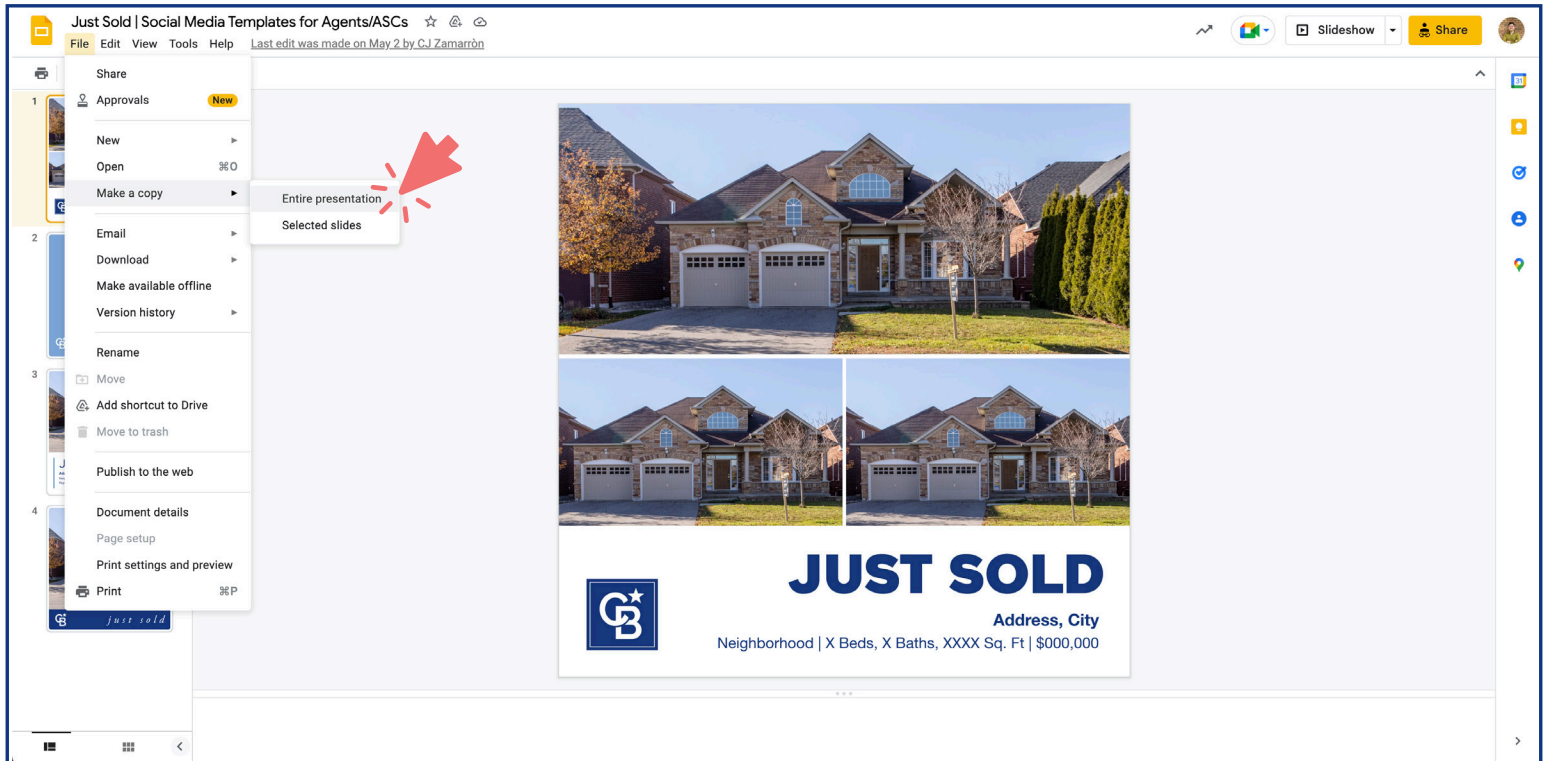 Just Sold | Social Media Templates for Agents/ASCs
File Edit View Tools Help Last edit was made on May 2 by CJ Zamarròn
Slideshow
Share
Share
Approvals New
New
Open ⌘O
Make a copy
Entire presentation
Selected slides
Email
Download
Make available offline
Version history
Rename
Move
Add shortcut to Drive
Move to trash
Publish to the web
Document details
Page setup
Print settings and preview
Print ⌘P
1
2
3
4
just sold
31
CB
JUST SOLD
Address, City
Neighborhood | X Beds, X Baths, XXXX Sq. Ft | $000,000